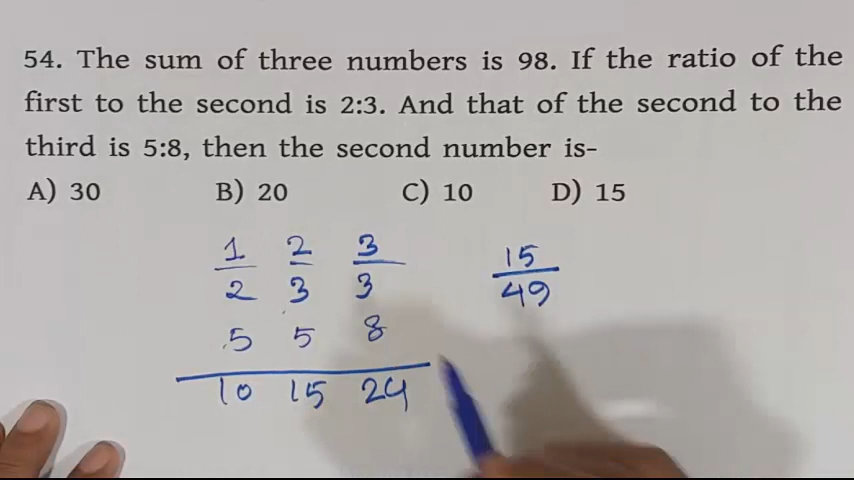 54. The sum of three numbers is 98. If the ratio of the
first to the second is 2:3. And that of the second to the
third is 5:8, then the second number is-
A) 30 B) 20 C) 10 D) 15
1 2 3
2 3 3
5 5 8
10 15 24
15
49